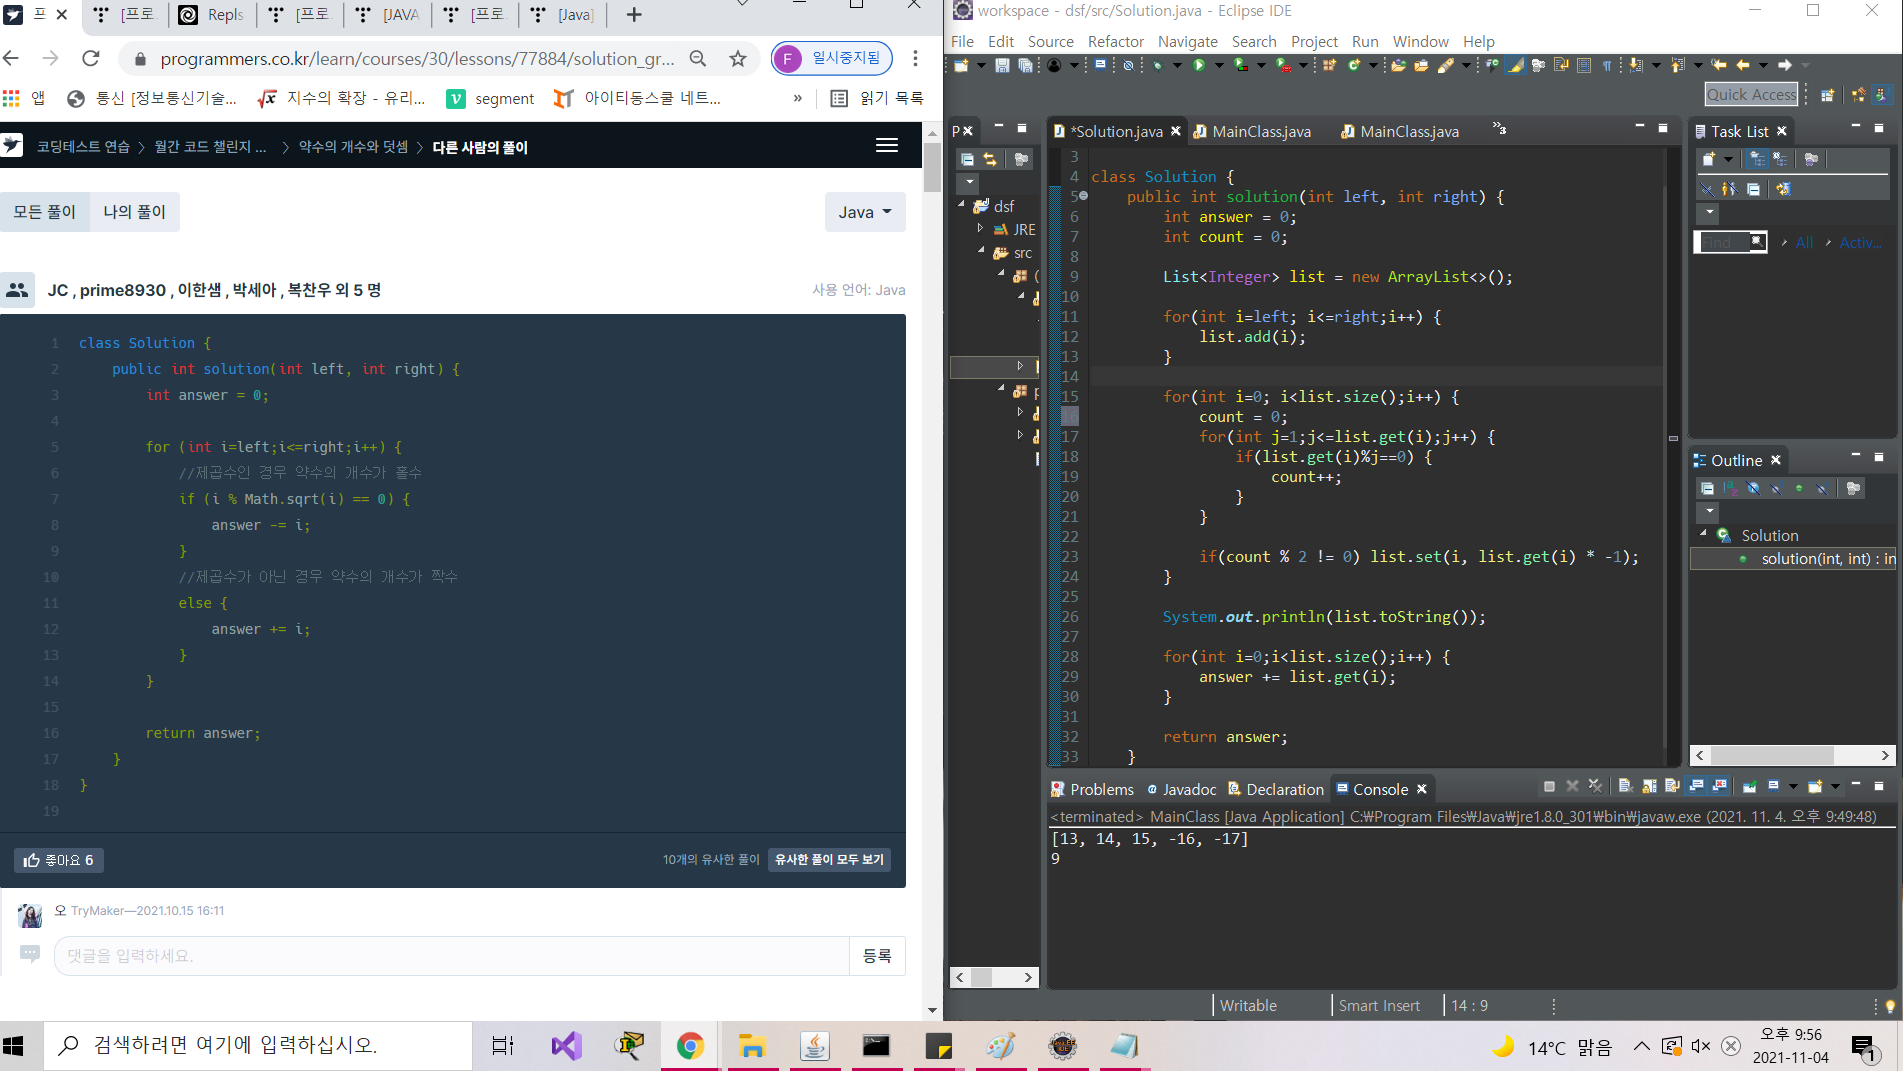 프
[프로
Repls
[프로
[JAVA
[프로
[Java]
programmers.co.kr/learn/courses/30/lessons/77884/solution_gr...
F 일시중지됨
앱
통신 [정보통신기술...
지수의 확장 - 유리...
segment
아이티동스쿨 네트...
»
읽기 목록
코딩테스트 연습 > 월간 코드 챌린지 ... > 약수의 개수와 덧셈 > 다른 사람의 풀이
모든 풀이
나의 풀이
Java
JC , prime8930 , 이한샘 , 박세아 , 복찬우 외 5 명
사용 언어: Java
1 class Solution {
2 public int solution(int left, int right) {
3 int answer = 0;
4
5 for (int i=left;i<=right;i++) {
6 //제곱수인 경우 약수의 개수가 홀수
7 if (i % Math.sqrt(i) == 0) {
8 answer -= i;
9 }
10 //제곱수가 아닌 경우 약수의 개수가 짝수
11 else {
12 answer += i;
13 }
14 }
15
16 return answer;
17 }
18 }
19
좋아요 6
10개의 유사한 풀이
유사한 풀이 모두 보기
오 TryMaker—2021.10.15 16:11
댓글을 입력하세요.
등록
workspace - dsf/src/Solution.java - Eclipse IDE
File Edit Source Refactor Navigate Search Project Run Window Help
Quick Access
P
dsf
JRE
src
*Solution.java
MainClass.java
MainClass.java
»3
3
4 class Solution {
5 public int solution(int left, int right) {
6 int answer = 0;
7 int count = 0;
8
9 List<Integer> list = new ArrayList<>();
10
11 for(int i=left; i<=right;i++) {
12 list.add(i);
13 }
14
15 for(int i=0; i<list.size();i++) {
16 count = 0;
17 for(int j=1;j<=list.get(i);j++) {
18 if(list.get(i)%j==0) {
19 count++;
20 }
21 }
22
23 if(count % 2 != 0) list.set(i, list.get(i) * -1);
24 }
25
26 System.out.println(list.toString());
27
28 for(int i=0;i<list.size();i++) {
29 answer += list.get(i);
30 }
31
32 return answer;
33 }
Task List
Find
All
Activ...
Outline
Solution
solution(int, int) : in
Problems
Javadoc
Declaration
Console
<terminated> MainClass [Java Application] C:₩Program Files₩Java₩jre1.8.0_301₩bin₩javaw.exe (2021. 11. 4. 오후 9:49:48)
[13, 14, 15, -16, -17]
9
Writable
Smart Insert
14 : 9
검색하려면 여기에 입력하십시오.
14°C 맑음
오후 9:56
2021-11-04
1